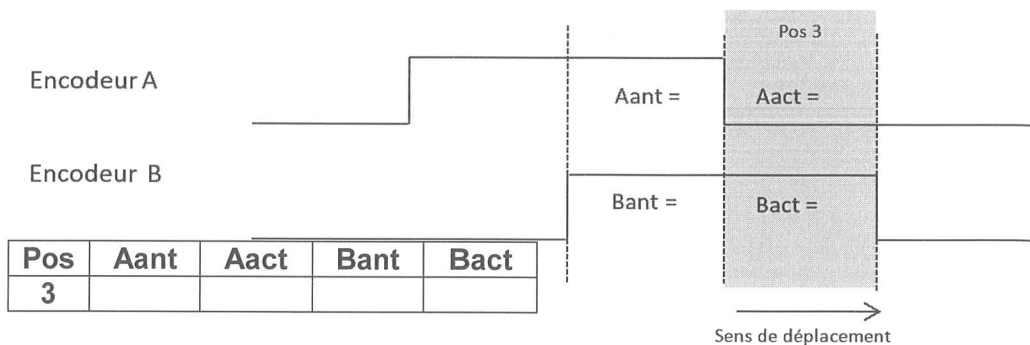 Pos 3
Encodeur A
Aant = Aact =
Encodeur B
Bant = Bact =
Pos Aant Aact Bant Bact
3
Sens de déplacement